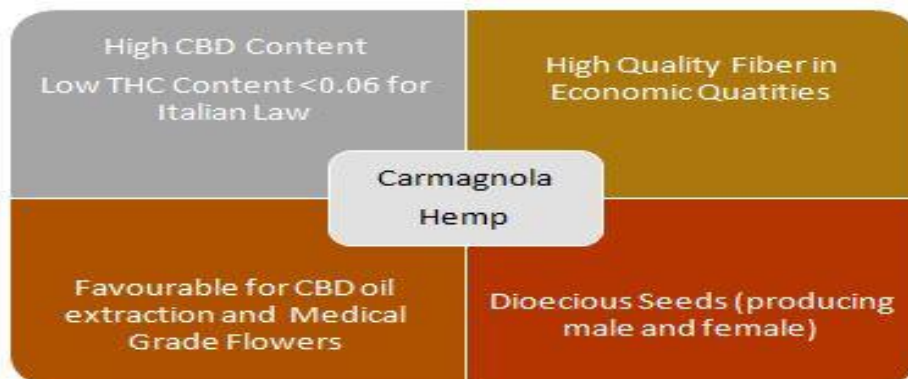 High CBD Content
Low THC Content <0.06 for
Italian Law
High Quality Fiber in
Economic Quatities
Carmagnola
Hemp
Favourable for CBD oil
extraction and Medical
Grade Flowers
Dioecious Seeds (producing
male and female)